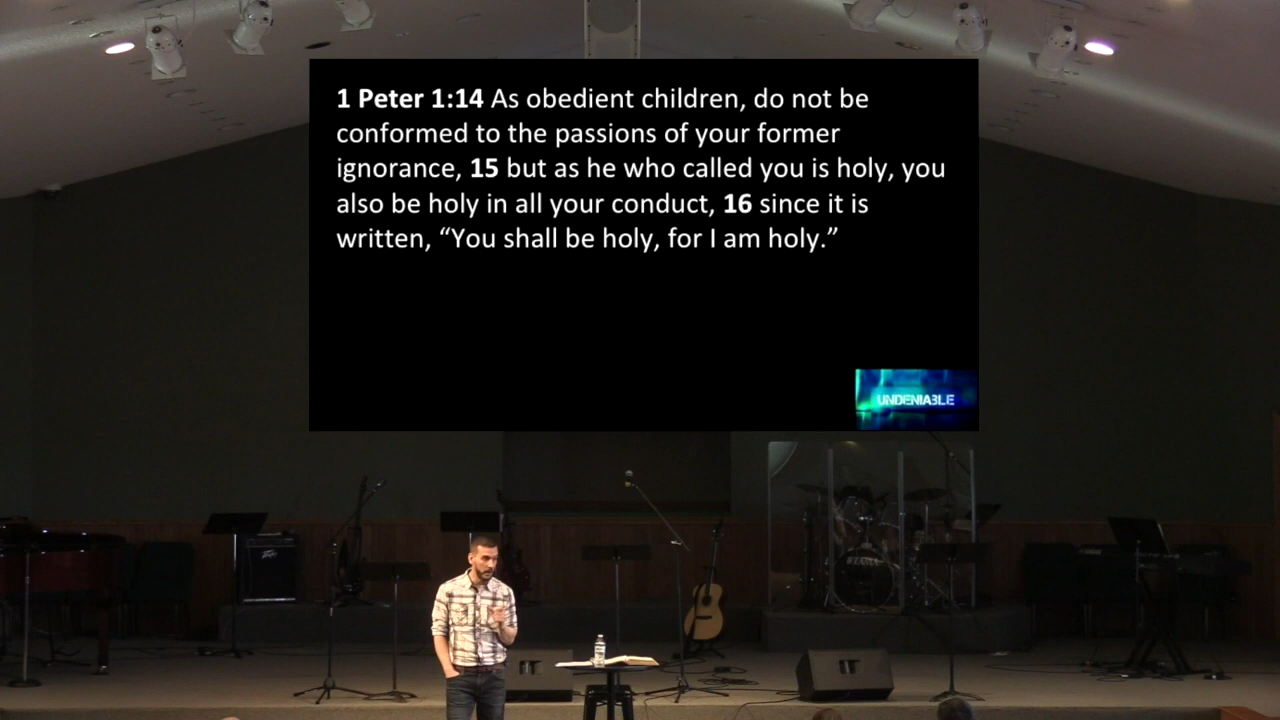 1 Peter 1:14 As obedient children, do not be
conformed to the passions of your former
ignorance, 15 but as he who called you is holy, you
also be holy in all your conduct, 16 since it is
written, “You shall be holy, for I am holy.”
UNDENIABLE
PEAVEY
TAMA